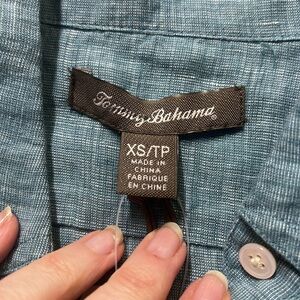 Tommy Bahama®
XS/TP
MADE IN
CHINA
FABRIQUÉ
EN CHINE